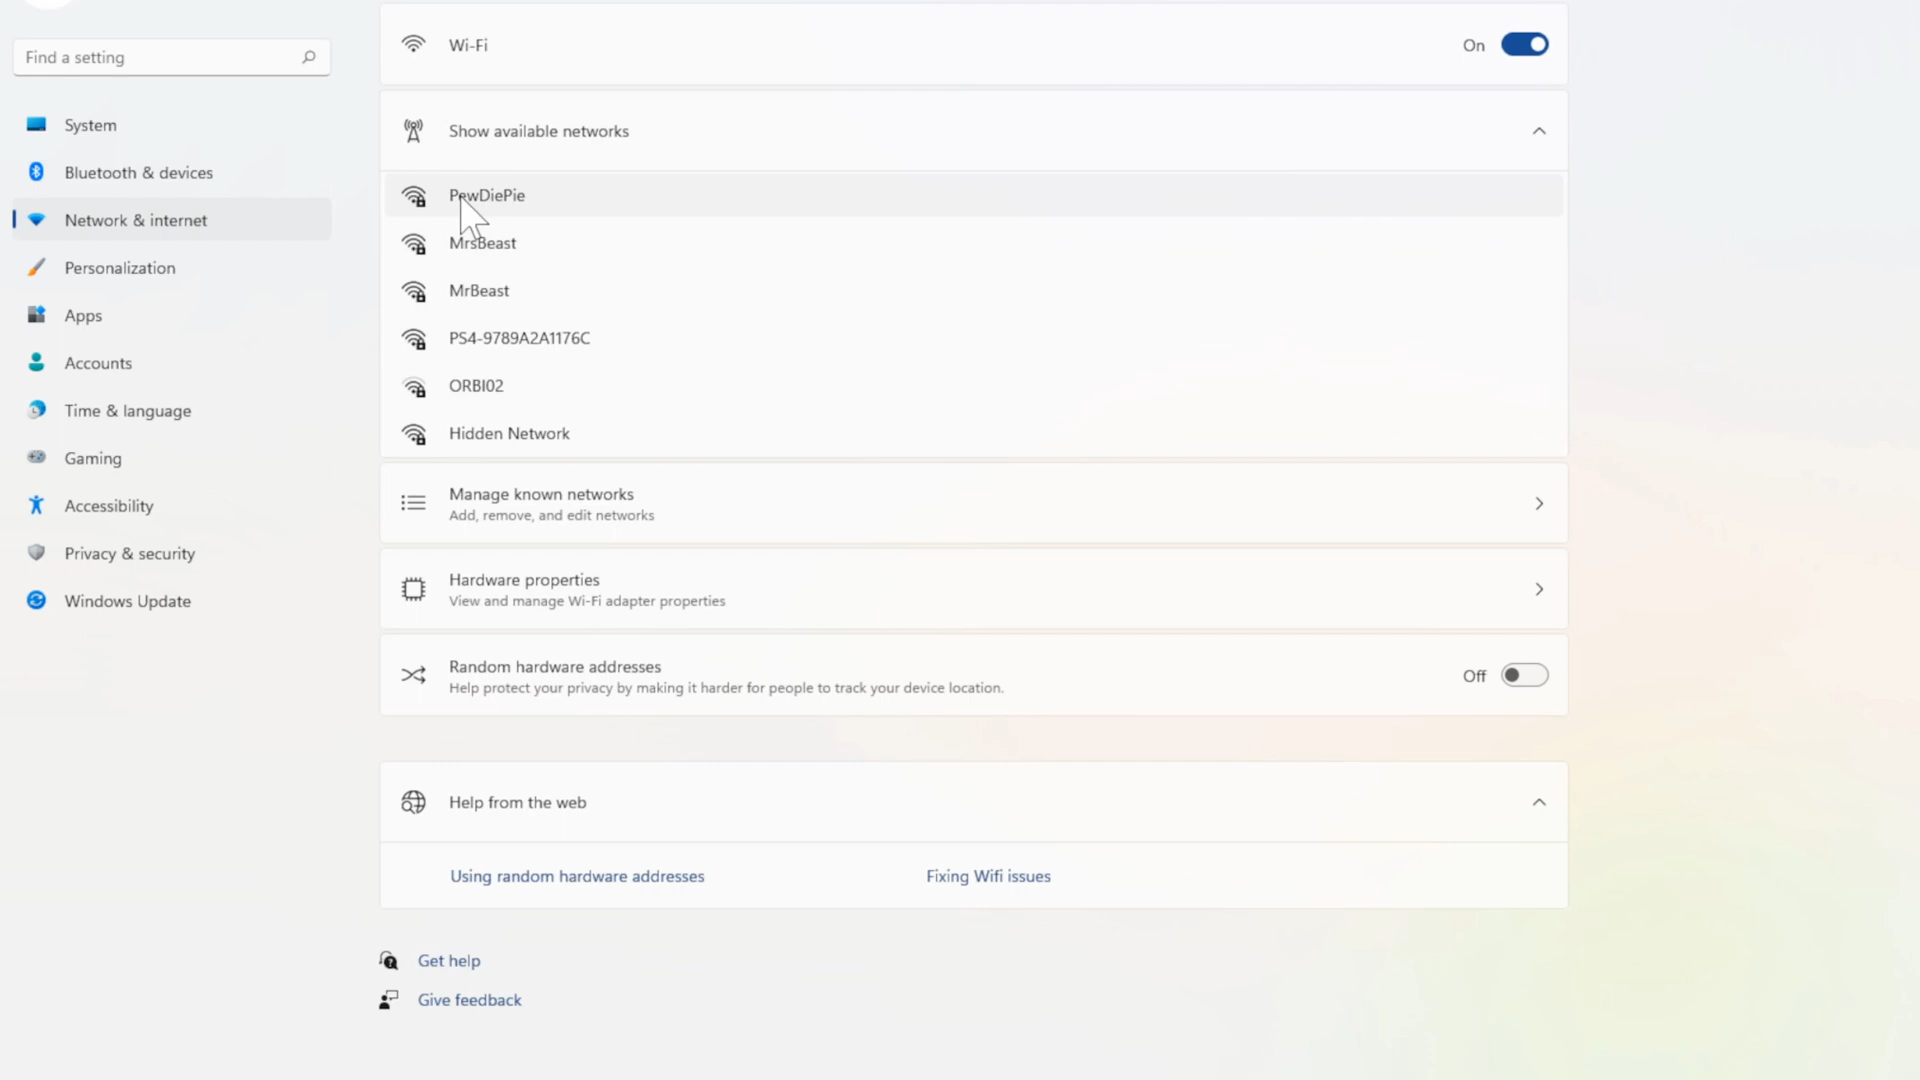 Find a setting
System
Bluetooth & devices
Network & internet
Personalization
Apps
Accounts
Time & language
Gaming
Accessibility
Privacy & security
Windows Update
Wi-Fi
On
Show available networks
PewDiePie
MrsBeast
MrBeast
PS4-9789A2A1176C
ORBI02
Hidden Network
Manage known networks
Add, remove, and edit networks
Hardware properties
View and manage Wi-Fi adapter properties
Random hardware addresses
Help protect your privacy by making it harder for people to track your device location.
Off
Help from the web
Using random hardware addresses
Fixing Wifi issues
Get help
Give feedback